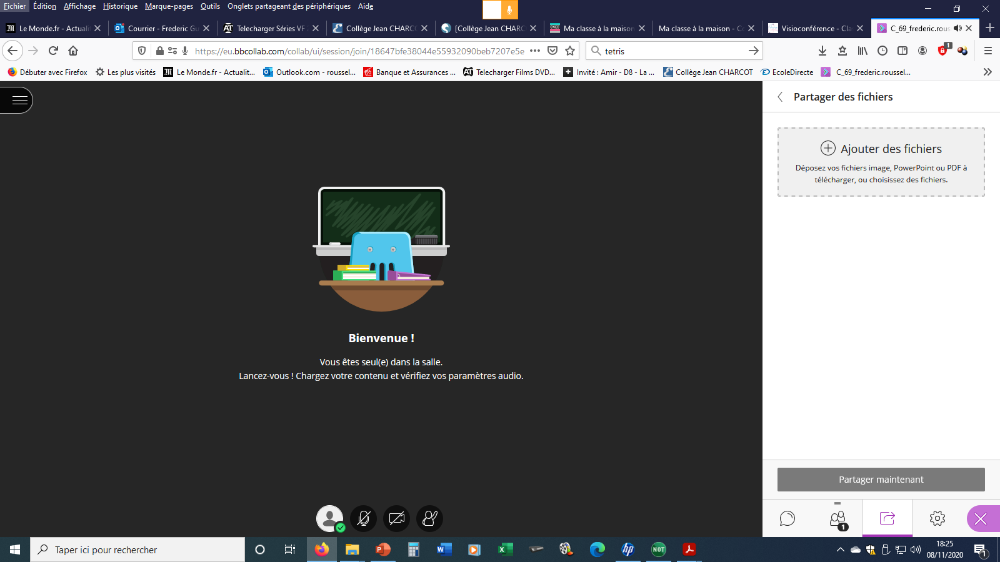 Fichier Édition Affichage Historique Marque-pages Outils Onglets partageant des périphériques Aide
Le Monde.fr - Actuali Courrier - Frederic Gu Telecharger Séries VF Collège Jean CHARCO [Collège Jean CHARC Ma classe à la maison Ma classe à la maison - Co Visioconférence - Cla C_69_frederic.rous
https://eu.bbcollab.com/collab/ui/session/join/18647bfe38044e55932090beb7207e5e tetris 1
Débuter avec Firefox Les plus visités Le Monde.fr - Actualit... Outlook.com - roussel... Banque et Assurances ... Telecharger Films DVD... Invité : Amir - D8 - La ... Collège Jean CHARCOT EcoleDirecte C_69_frederic.roussel...
Partager des fichiers
Ajouter des fichiers
Déposez vos fichiers image, PowerPoint ou PDF à
télécharger, ou choisissez des fichiers.
Bienvenue !
Vous êtes seul(e) dans la salle.
Lancez-vous ! Chargez votre contenu et vérifiez vos paramètres audio.
Partager maintenant
1
Taper ici pour rechercher
NOT
18:25
08/11/2020
1